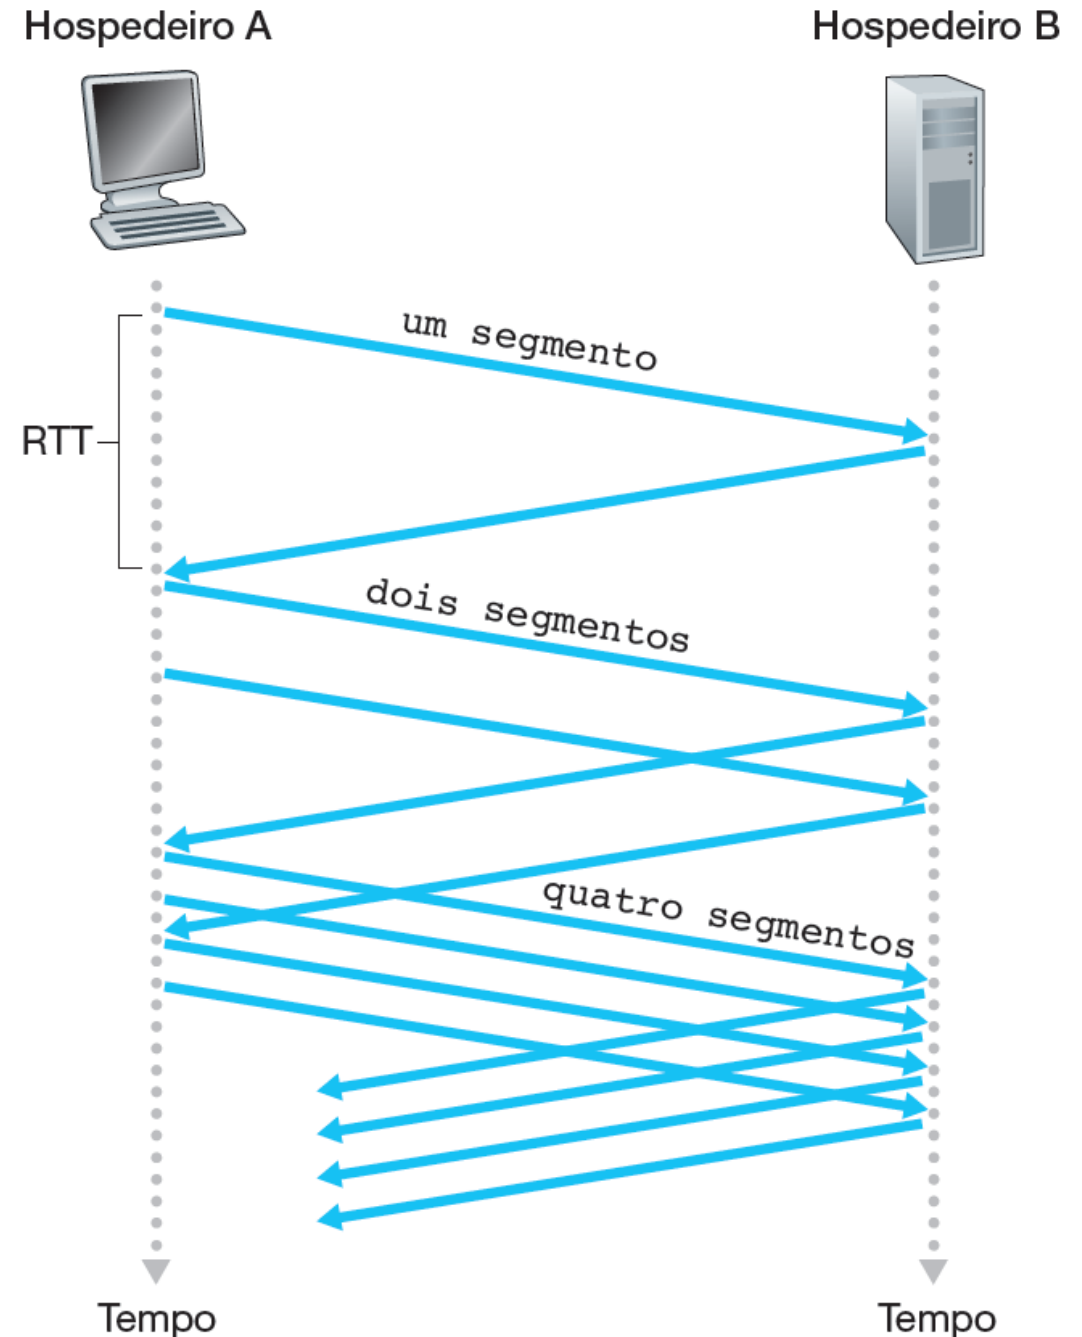 Hospedeiro A
Hospedeiro B
um segmento
RTT
dois segmentos
quatro segmentos
Tempo
Tempo